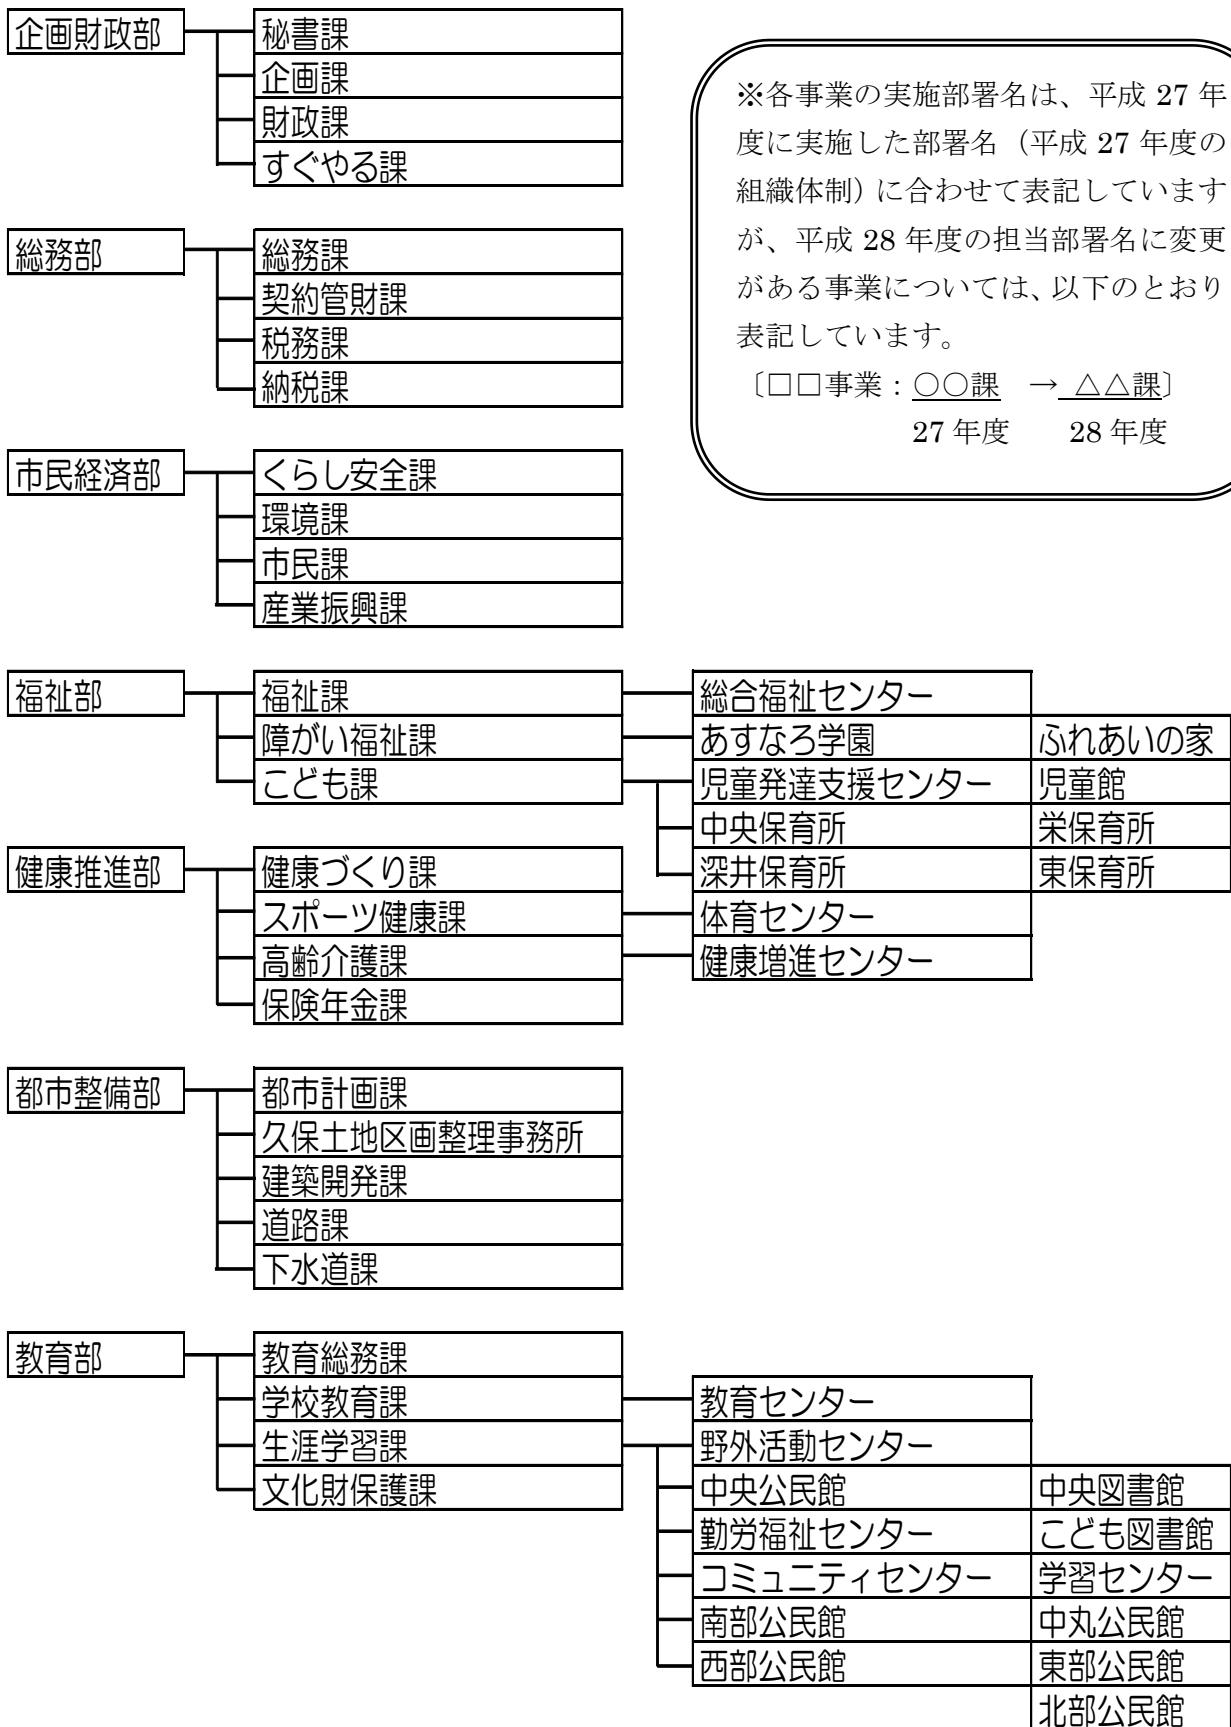 企画財政部 秘書課
企画課
財政課
すぐやる課
※各事業の実施部署名は、平成 27 年
度に実施した部署名（平成 27 年度の
組織体制）に合わせて表記しています
が、平成 28 年度の担当部署名に変更
がある事業については、以下のとおり
表記しています。
〔□□事業：○○課 → △△課〕
27 年度 28 年度
総務部 総務課
契約管財課
税務課
納税課
市民経済部 くらし安全課
環境課
市民課
産業振興課
福祉部 福祉課 総合福祉センター
障がい福祉課 あすなろ学園 ふれあいの家
こども課 児童発達支援センター 児童館
中央保育所 栄保育所
健康推進部 健康づくり課 深井保育所 東保育所
スポーツ健康課 体育センター
高齢介護課 健康増進センター
保険年金課
都市整備部 都市計画課
久保土地区画整理事務所
建築開発課
道路課
下水道課
教育部 教育総務課
学校教育課 教育センター
生涯学習課 野外活動センター
文化財保護課 中央公民館 中央図書館
勤労福祉センター こども図書館
コミュニティセンター 学習センター
南部公民館 中丸公民館
西部公民館 東部公民館
北部公民館